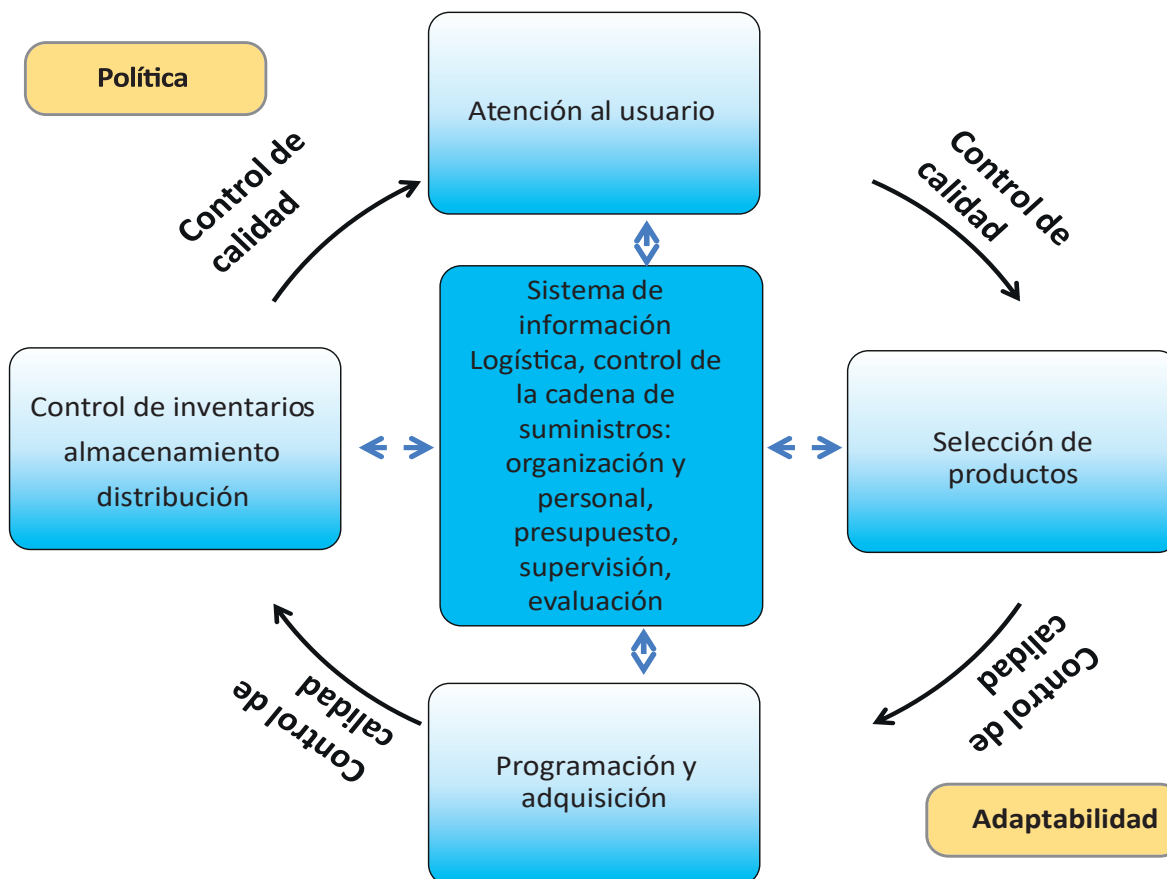 Política
Atención al usuario
Control de
calidad
Control de
calidad
Sistema de
información
Logística, control de
la cadena de
suministros:
organización y
personal,
presupuesto,
supervisión,
evaluación
Control de inventarios
almacenamiento
distribución
Selección de
productos
Control de
calidad
Control de
calidad
Programación y
adquisición
Adaptabilidad